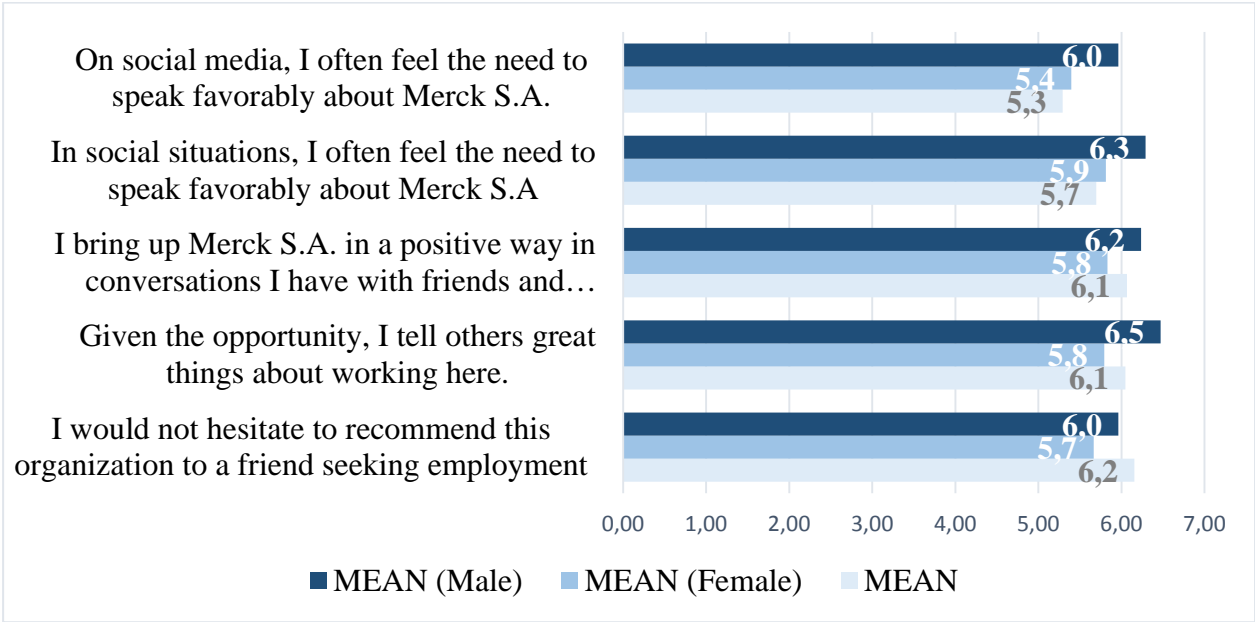 On social media, I often feel the need to
speak favorably about Merck S.A.
6,0
5,4
5,3
In social situations, I often feel the need to
speak favorably about Merck S.A
6,3
5,9
5,7
I bring up Merck S.A. in a positive way in
conversations I have with friends and…
6,2
5,8
6,1
Given the opportunity, I tell others great
things about working here.
6,5
5,8
6,1
I would not hesitate to recommend this
organization to a friend seeking employment
6,0
5,7
6,2
0,00 1,00 2,00 3,00 4,00 5,00 6,00 7,00
MEAN (Male) MEAN (Female) MEAN